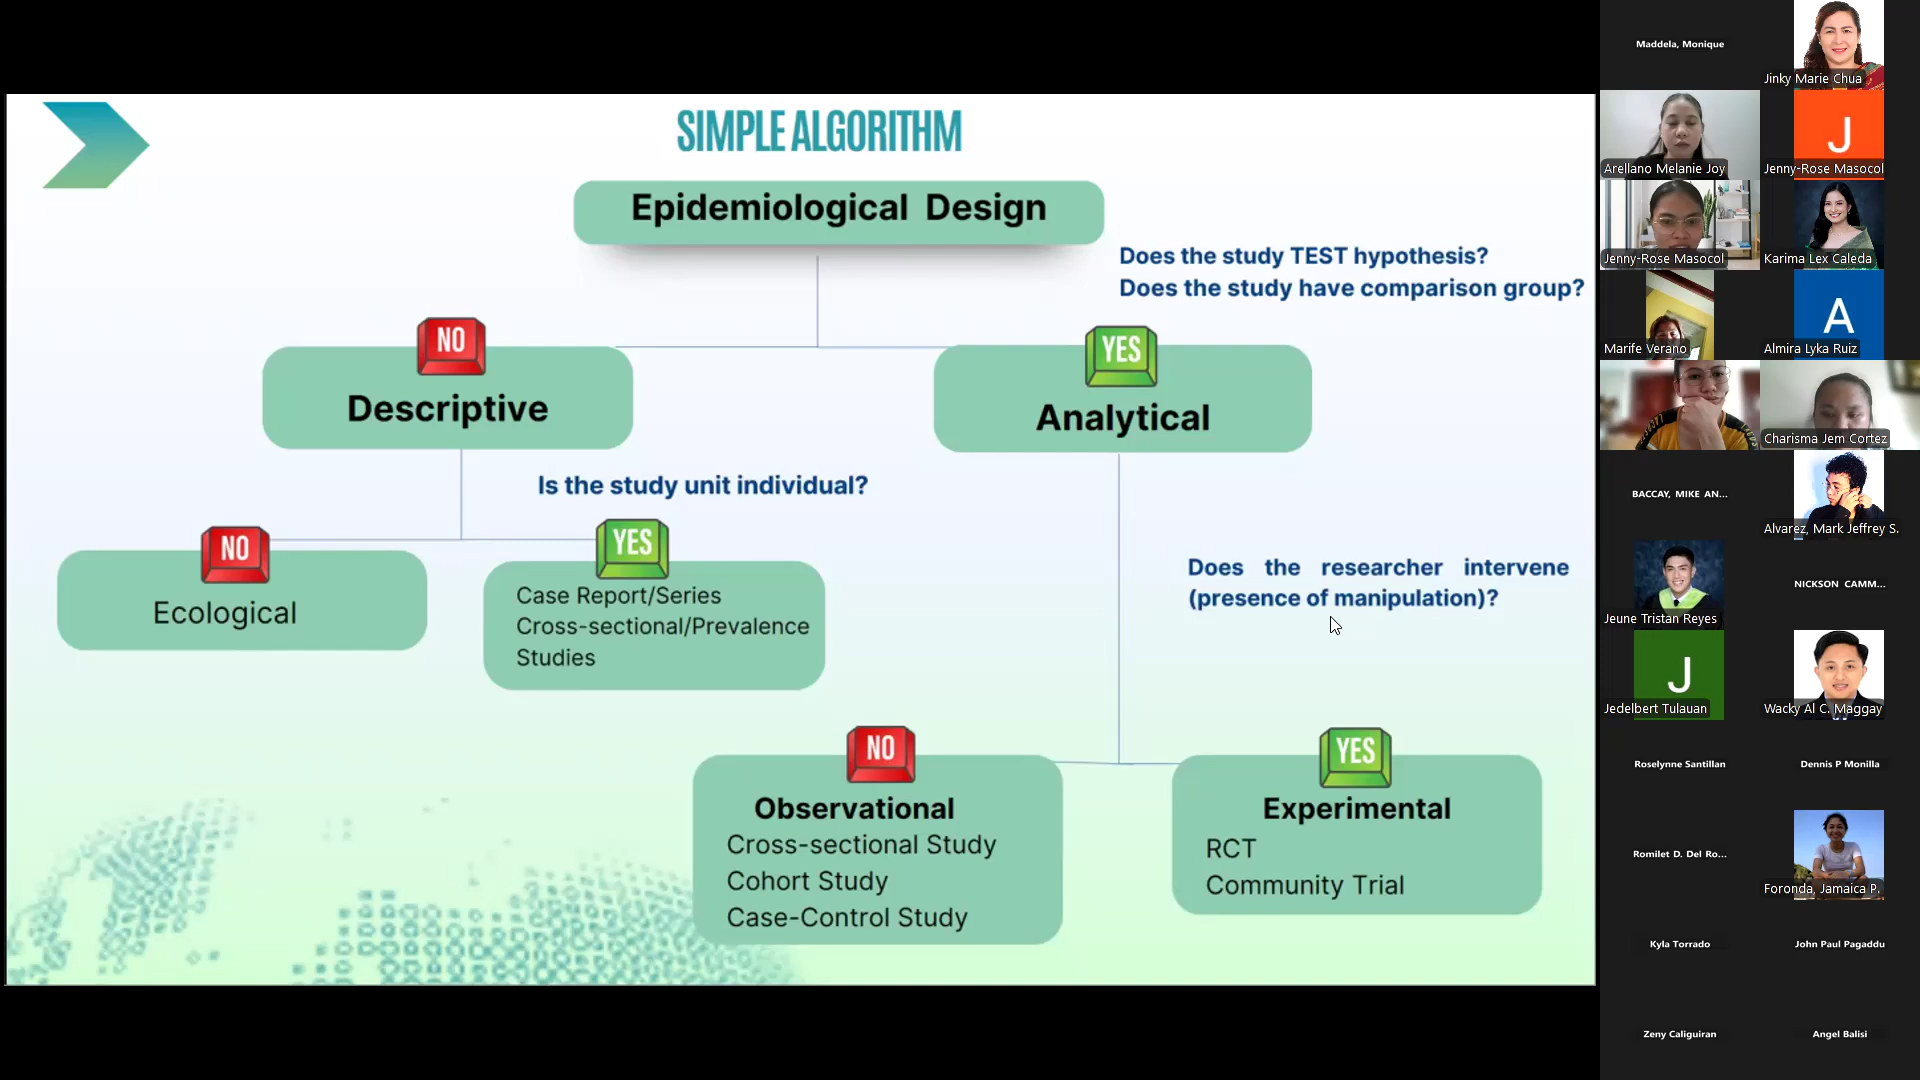 SIMPLE ALGORITHM
Epidemiological Design
Does the study TEST hypothesis?
Does the study have comparison group?
NO
Descriptive
YES
Analytical
Is the study unit individual?
NO
Ecological
YES
Case Report/Series
Cross-sectional/Prevalence
Studies
Does the researcher intervene
(presence of manipulation)?
NO
Observational
Cross-sectional Study
Cohort Study
Case-Control Study
YES
Experimental
RCT
Community Trial
Maddela, Monique
Jinky Marie Chua
Arellano Melanie Joy
J
Jenny-Rose Masocol
Jenny-Rose Masocol
Karima Lex Caleda
Marife Verano
A
Almira Lyka Ruiz
Charisma Jem Cortez
BACCAY, MIKE AN...
Alvarez, Mark Jeffrey S.
Jeune Tristan Reyes
NICKSON CAMM...
J
Jedelbert Tulauan
Wacky Al C. Maggay
Roselynne Santillan
Dennis P Monilla
Romilet D. Del Ro...
Foronda, Jamaica P.
Kyla Torrado
John Paul Pagaddu
Zeny Caliguiran
Angel Balisi